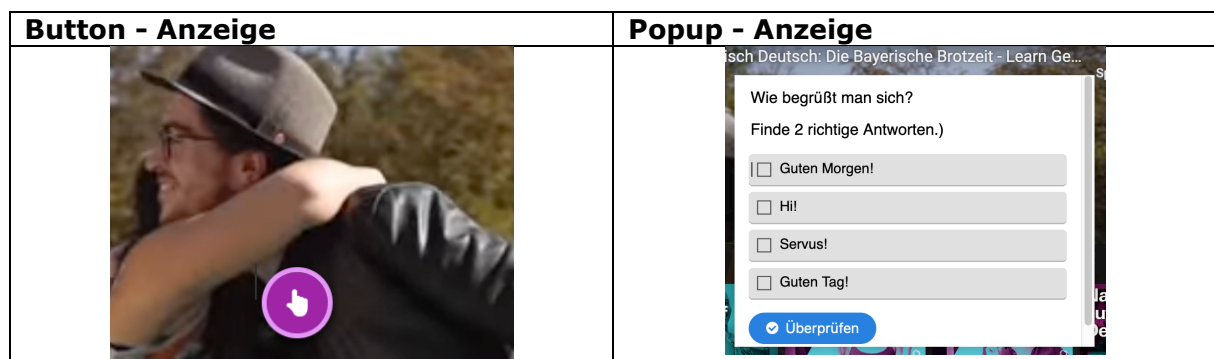 Button - Anzeige
Popup - Anzeige
isch Deutsch: Die Bayerische Brotzeit - Learn Ge...
Wie begrüßt man sich?
Finde 2 richtige Antworten.)
Guten Morgen!
Hi!
Servus!
Guten Tag!
Überprüfen